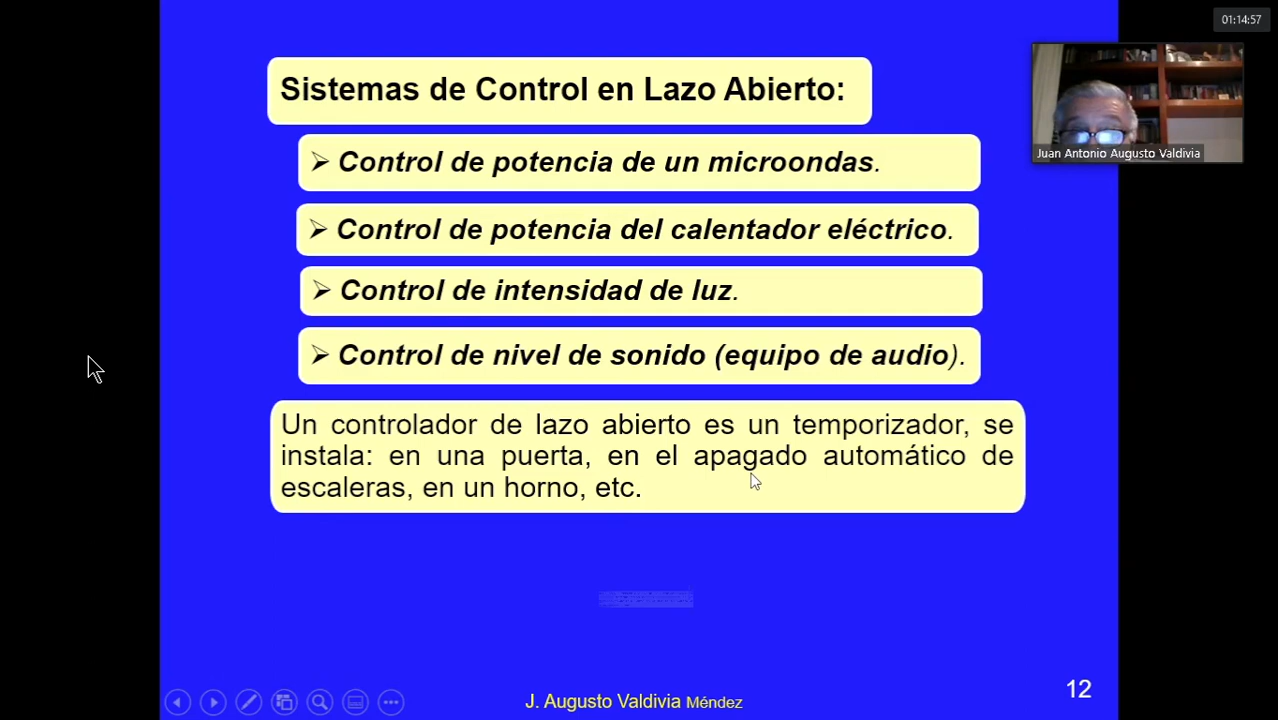 01:14:57
Sistemas de Control en Lazo Abierto:
➢ Control de potencia de un microondas.
➢ Control de potencia del calentador eléctrico.
➢ Control de intensidad de luz.
➢ Control de nivel de sonido (equipo de audio).
Un controlador de lazo abierto es un temporizador, se
instala: en una puerta, en el apagado automático de
escaleras, en un horno, etc.
Juan Antonio Augusto Valdivia
J. Augusto Valdivia Méndez
12